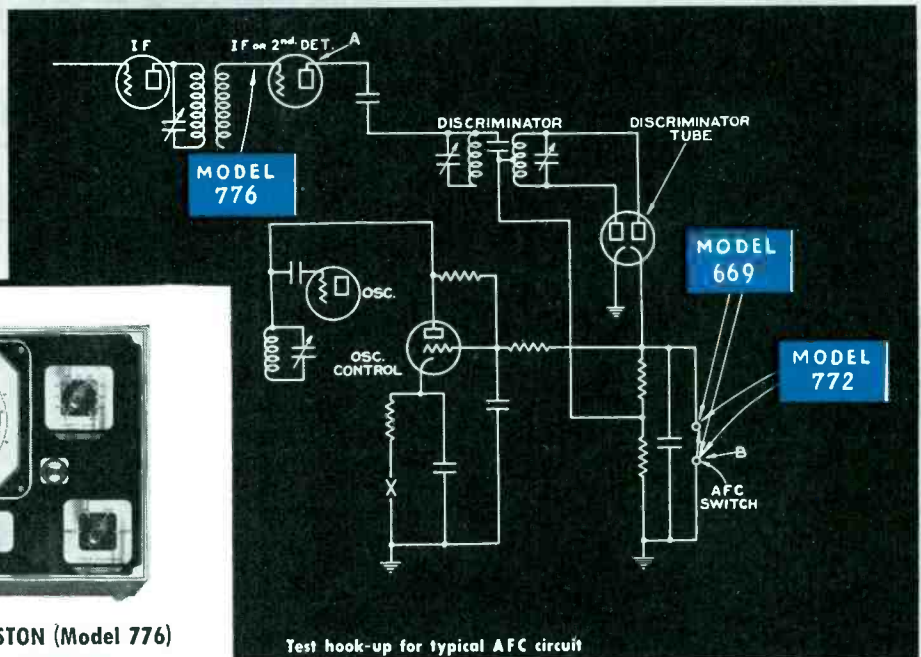 IF
IF OR 2nd. DET.
A
MODEL
776
DISCRIMINATOR
DISCRIMINATOR
TUBE
MODEL
669
OSC.
OSC.
CONTROL
MODEL
772
X
B
AFC
SWITCH
STON (Model 776)
Test hook-up for typical AFC circuit